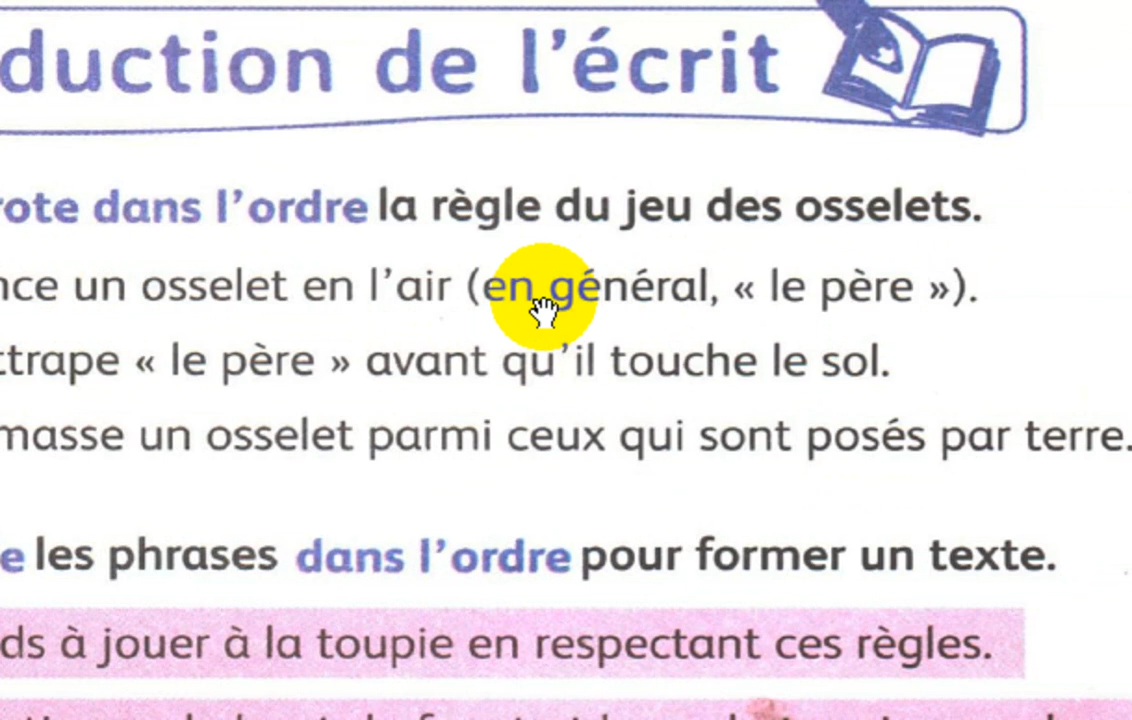 duction de l'écrit
rote dans l'ordre la règle du jeu des osselets.
nce un osselet en l'air (en général, « le père »).
ttrape « le père » avant qu'il touche le sol.
masse un osselet parmi ceux qui sont posés par terre.
e les phrases dans l'ordre pour former un texte.
ds à jouer à la toupie en respectant ces règles.